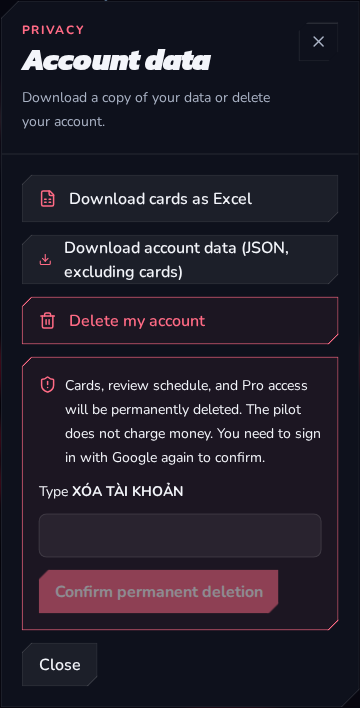 PRIVACY
Account data
Download a copy of your data or delete
your account.
Download cards as Excel
Download account data (JSON,
excluding cards)
Delete my account
Cards, review schedule, and Pro access
will be permanently deleted. The pilot
does not charge money. You need to sign
in with Google again to confirm.
Type XÓA TÀI KHOẢN
Confirm permanent deletion
Close